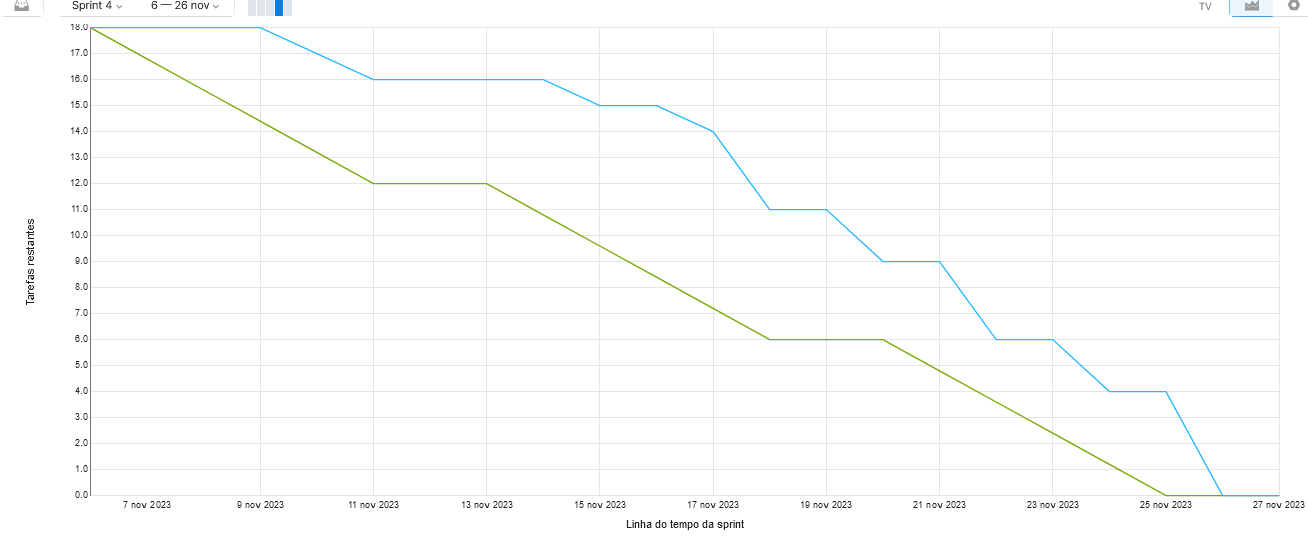 Sprint 4
6 — 26 nov
TV
18.0
17.0
16.0
15.0
14.0
13.0
12.0
11.0
10.0
9.0
8.0
7.0
6.0
5.0
4.0
3.0
2.0
1.0
0.0
Tarefas restantes
7 nov 2023
9 nov 2023
11 nov 2023
13 nov 2023
15 nov 2023
17 nov 2023
19 nov 2023
21 nov 2023
23 nov 2023
25 nov 2023
27 nov 2023
Linha do tempo da sprint